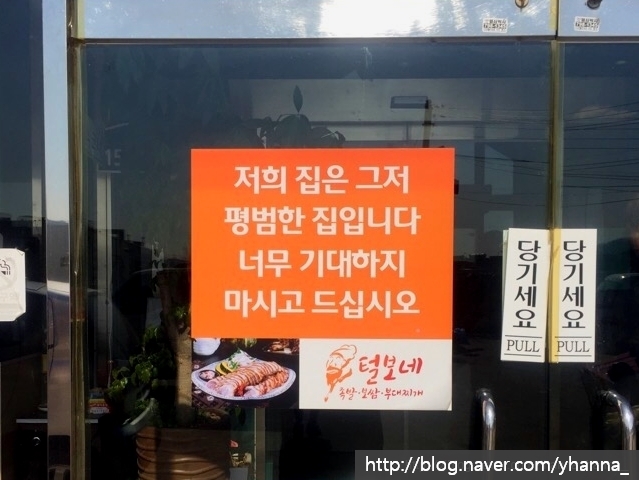 저희 집은 그저
평범한 집입니다
너무 기대하지
마시고 드십시오
털보네
족발·보쌈·부대찌개
당기세요
PULL
당기세요
PULL
http://blog.naver.com/yhanna_